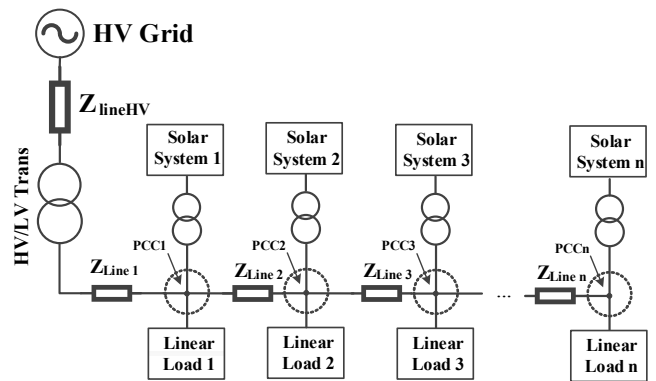 HV Grid
Z lineHV
HV/LV Trans
Solar System 1
Solar System 2
Solar System 3
Solar System n
PCC1
PCC2
PCC3
PCCn
Z Line 1
Z Line 2
Z Line 3
...
Z Line n
Linear Load 1
Linear Load 2
Linear Load 3
Linear Load n